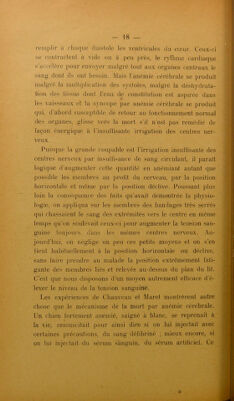 — 48 —
remplir à chaque diastole les ventricules du cœur. Ceux-ci
se contractent à vide ou à peu près, le rythme cardiaque
s'accélère pour envoyer malgré tout aux organes centraux le
sang dont ils ont besoin. Mais l'anémie cérébrale se produit
malgré la multiplication des systoles, malgré la déshydrata-
tion des tissus dont l'eau de constitution est aspirée dans
les vaisseaux et la syncope par anémie cérébrale se produit
qui, d'abord susceptible de retour au fonctionnement normal
des organes, glisse vers la mort, s'il n'est pas remédié de
façon énergique à l'insuffisante irrigation des centres ner-
veux.
Puisque la grande coupable est l'irrigation insuffisante des
centres nerveux par insuffisance de sang circulant, il paraît
logique d'augmenter cette quantité en anémiant autant que
possible les membres au profit du cerveau, par la position
horizontale et même par la position déclive. Poussant plus
loin la conséquence des faits qu'avait démontrés la physio-
logie, on appliqua sur les membres des bandages très serrés
qui chassaient le sang des extrémités vers le centre en même
temps qu'on soulevait ceux-ci pour augmenter la tension san-
guine toujours dans les mêmes centres nerveux. Au-
jourd'hui, on néglige un peu ces petits moyens et on s'en
tient habituellement à la position horizontale ou déclive,
sans faire prendre au malade la position extrêmement fati-
gante des membres liés et relevés au-dessus du plan du lit.
C'est que nous disposons d'un moyen autrement efficace d'é-
lever le niveau de la tension sanguine.
Les expériences de Chauveau et Marel montrèrent autre
chose que le mécanisme de la mort par anémie cérébrale.
Un chien fortement anémié, saigné à blanc, se reprenait à
la vie, ressuscitait pour ainsi dire si on lui injectait avec
certaines précautions, du sang défibriné ; mieux encore, si
on lui injectait du sérum sanguin, du sérum artificiel. Ce